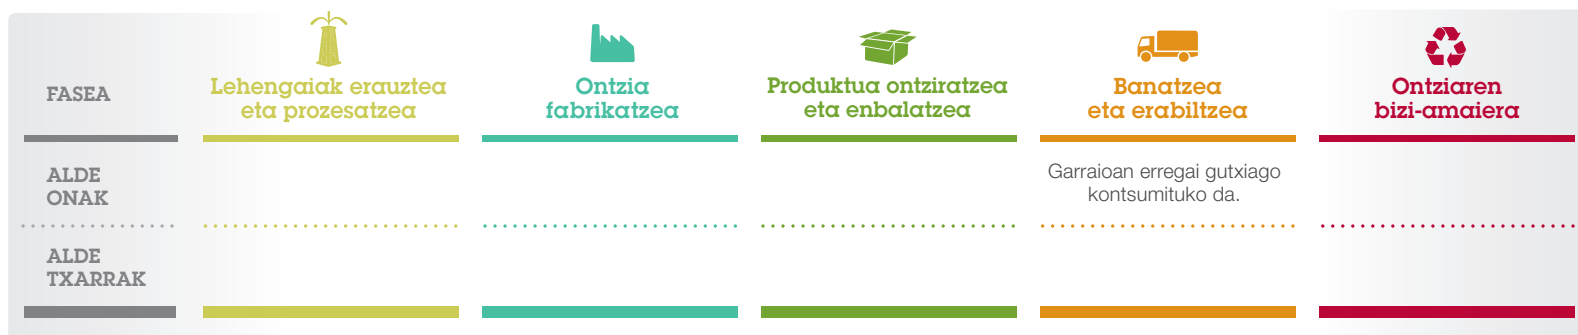 FASEA
Lehengaiak erauztea
eta prozesatzea
Ontzia
fabrikatzea
Produktua ontziratzea
eta enbalatzea
Banatzea
eta erabiltzea
Ontziaren
bizi-amaiera
ALDE
ONAK
Garraioan erregai gutxiago
kontsumituko da.
ALDE
TXARRAK